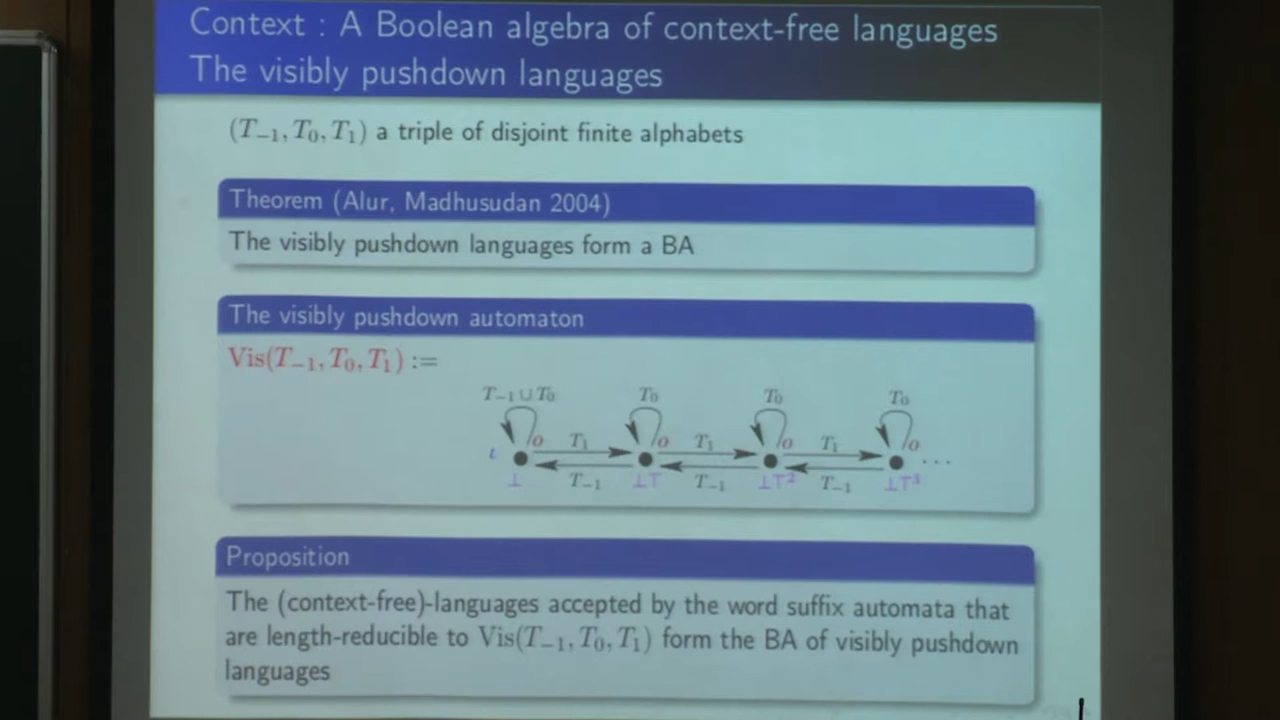 Context : A Boolean algebra of context-free languages
The visibly pushdown languages
(T₋₁, T₀, T₁) a triple of disjoint finite alphabets
Theorem (Alur, Madhusudan 2004)
The visibly pushdown languages form a BA
The visibly pushdown automaton
Vis(T₋₁, T₀, T₁) :=
T₋₁ ∪ T₀ T₀ T₀ T₀
o T₁ o T₁ o T₁ o
ι ...
⊥ T₋₁ ⊥⊤ T₋₁ ⊥⊤² T₋₁ ⊥⊤³
Proposition
The (context-free)-languages accepted by the word suffix automata that
are length-reducible to Vis(T₋₁, T₀, T₁) form the BA of visibly pushdown
languages